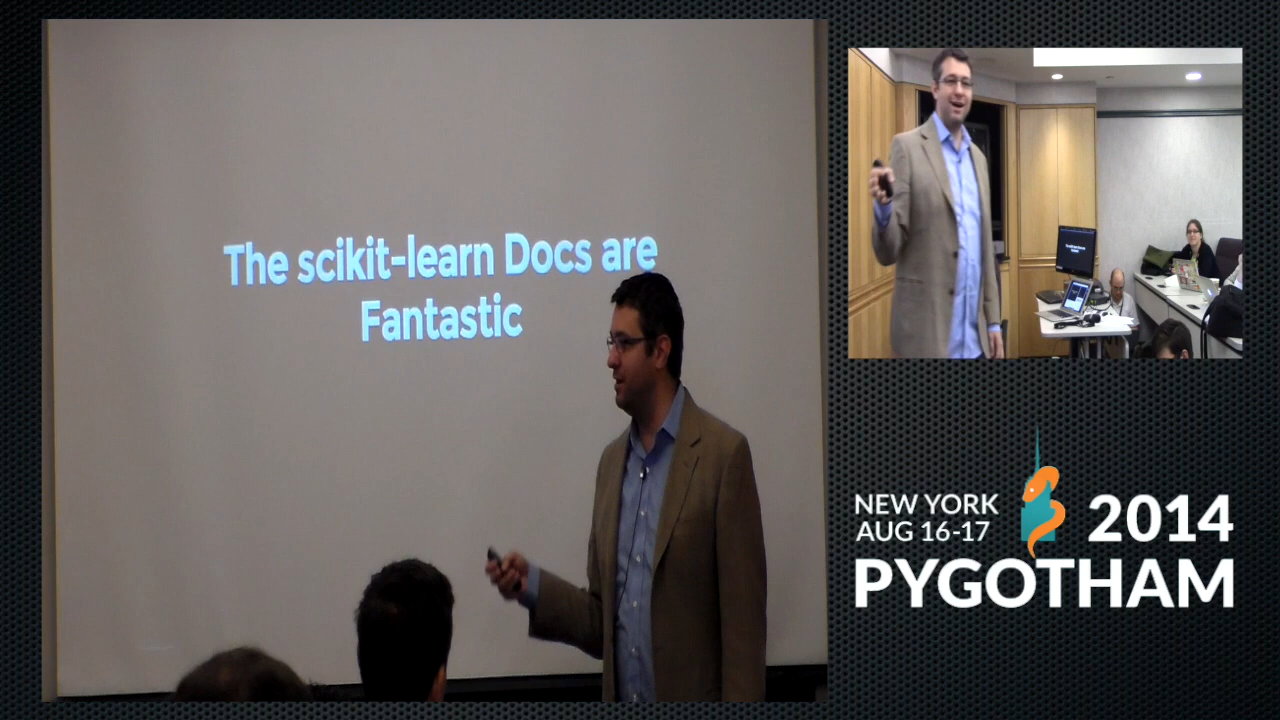 The scikit-learn Docs are
Fantastic
NEW YORK
AUG 16-17
2014
PYGOTHAM